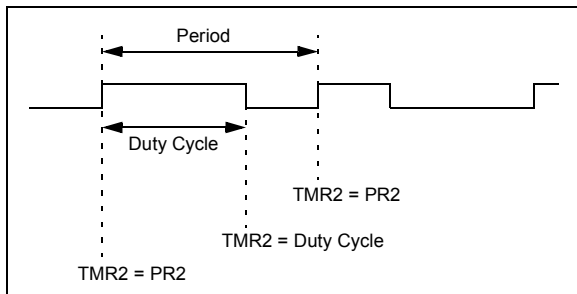 Period
Duty Cycle
TMR2 = PR2
TMR2 = Duty Cycle
TMR2 = PR2